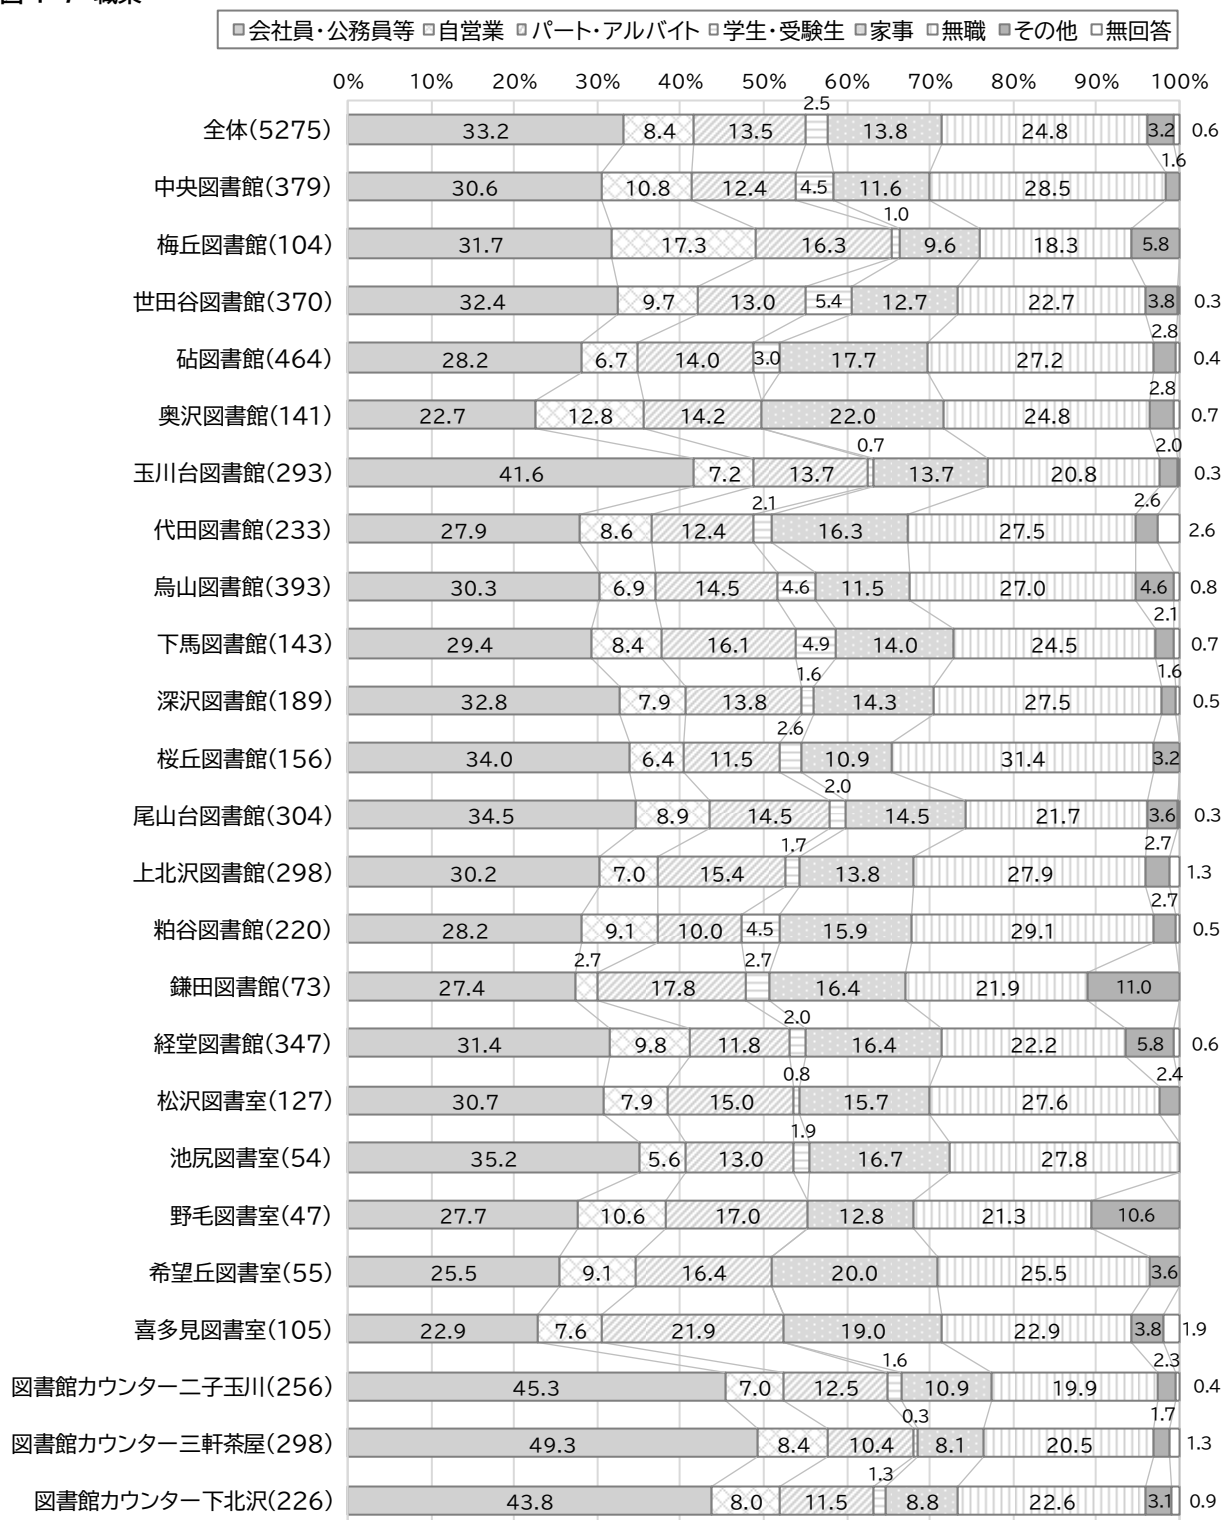 会社員・公務員等 自営業 パート・アルバイト 学生・受験生 家事 無職 その他 無回答
0% 10% 20% 30% 40% 50% 60% 70% 80% 90% 100%
全体(5275) 33.2 8.4 13.5 2.5 13.8 24.8 3.2 0.6
中央図書館(379) 30.6 10.8 12.4 4.5 11.6 28.5 1.6
梅丘図書館(104) 31.7 17.3 16.3 1.0 9.6 18.3 5.8
世田谷図書館(370) 32.4 9.7 13.0 5.4 12.7 22.7 3.8 0.3
砧図書館(464) 28.2 6.7 14.0 3.0 17.7 27.2 2.8 0.4
奥沢図書館(141) 22.7 12.8 14.2 22.0 24.8 2.8 0.7
玉川台図書館(293) 41.6 7.2 13.7 0.7 13.7 20.8 2.0 0.3
代田図書館(233) 27.9 8.6 12.4 2.1 16.3 27.5 2.6 2.6
烏山図書館(393) 30.3 6.9 14.5 4.6 11.5 27.0 4.6 0.8
下馬図書館(143) 29.4 8.4 16.1 4.9 14.0 24.5 2.1 0.7
深沢図書館(189) 32.8 7.9 13.8 1.6 14.3 27.5 1.6 0.5
桜丘図書館(156) 34.0 6.4 11.5 2.6 10.9 31.4 3.2
尾山台図書館(304) 34.5 8.9 14.5 2.0 14.5 21.7 3.6 0.3
上北沢図書館(298) 30.2 7.0 15.4 1.7 13.8 27.9 2.7 1.3
粕谷図書館(220) 28.2 9.1 10.0 4.5 15.9 29.1 2.7 0.5
鎌田図書館(73) 27.4 2.7 17.8 2.7 16.4 21.9 11.0
経堂図書館(347) 31.4 9.8 11.8 2.0 16.4 22.2 5.8 0.6
松沢図書室(127) 30.7 7.9 15.0 0.8 15.7 27.6 2.4
池尻図書室(54) 35.2 5.6 13.0 1.9 16.7 27.8
野毛図書室(47) 27.7 10.6 17.0 12.8 21.3 10.6
希望丘図書室(55) 25.5 9.1 16.4 20.0 25.5 3.6
喜多見図書室(105) 22.9 7.6 21.9 19.0 22.9 3.8 1.9
図書館カウンター二子玉川(256) 45.3 7.0 12.5 1.6 10.9 19.9 2.3 0.4
図書館カウンター三軒茶屋(298) 49.3 8.4 10.4 0.3 8.1 20.5 1.7 1.3
図書館カウンター下北沢(226) 43.8 8.0 11.5 1.3 8.8 22.6 3.1 0.9